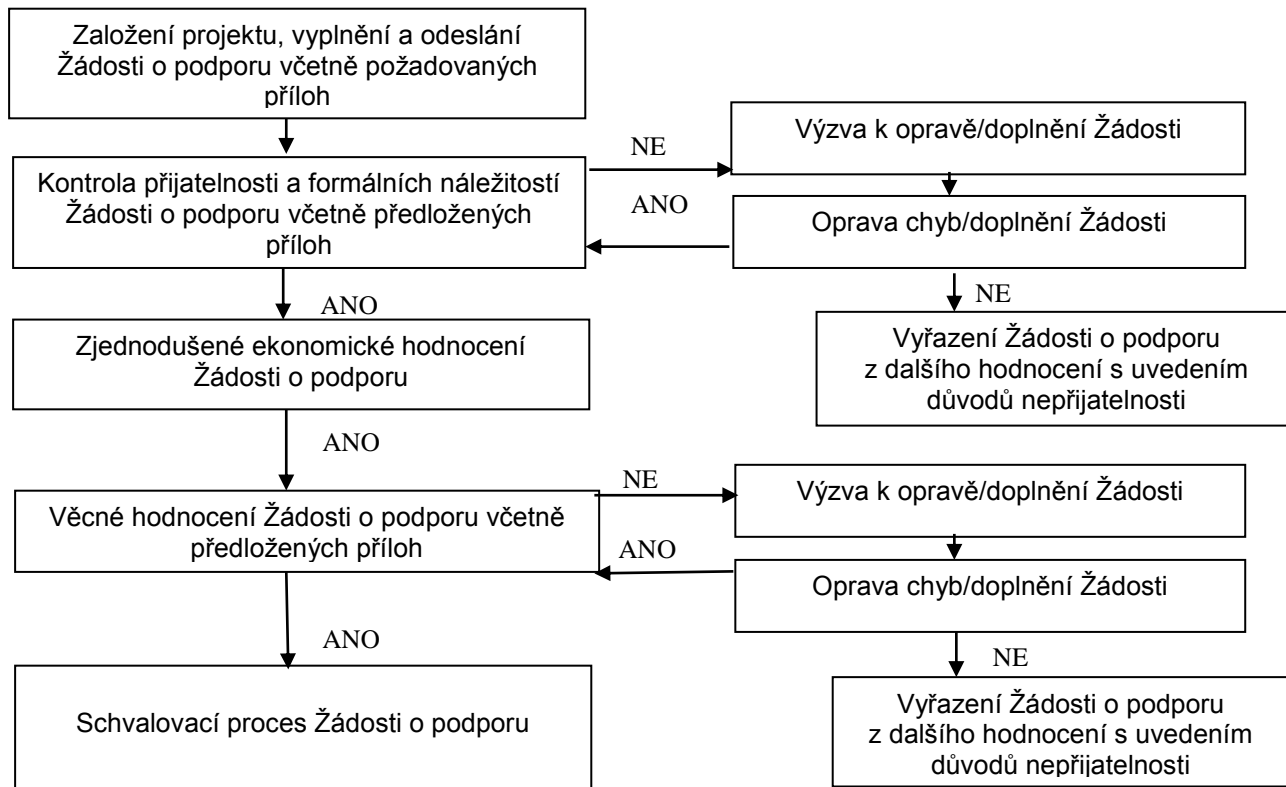 Založení projektu, vyplnění a odeslání
Žádosti o podporu včetně požadovaných
příloh
NE
Výzva k opravě/doplnění Žádosti
Kontrola přijatelnosti a formálních náležitostí
Žádosti o podporu včetně předložených
příloh
ANO
Oprava chyb/doplnění Žádosti
ANO
NE
Zjednodušené ekonomické hodnocení
Žádosti o podporu
Vyřazení Žádosti o podporu
z dalšího hodnocení s uvedením
důvodů nepřijatelnosti
ANO
NE
Výzva k opravě/doplnění Žádosti
Věcné hodnocení Žádosti o podporu včetně
předložených příloh
ANO
Oprava chyb/doplnění Žádosti
ANO
NE
Schvalovací proces Žádosti o podporu
Vyřazení Žádosti o podporu
z dalšího hodnocení s uvedením
důvodů nepřijatelnosti